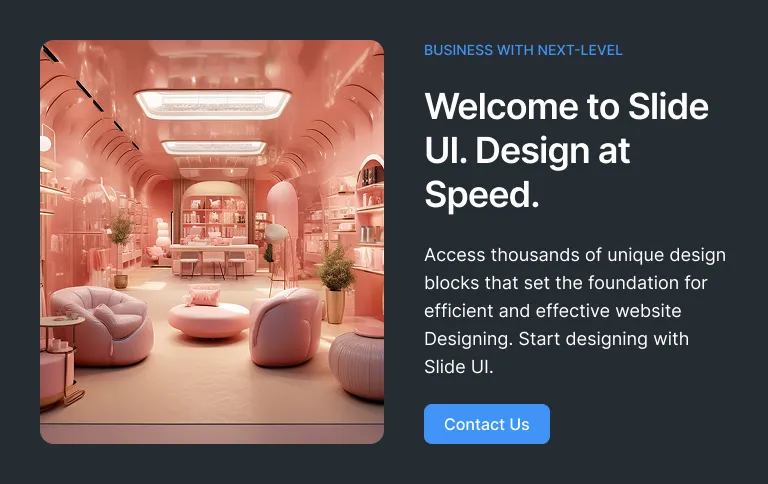 BUSINESS WITH NEXT-LEVEL
Welcome to Slide
UI. Design at
Speed.
Access thousands of unique design
blocks that set the foundation for
efficient and effective website
Designing. Start designing with
Slide UI.
Contact Us